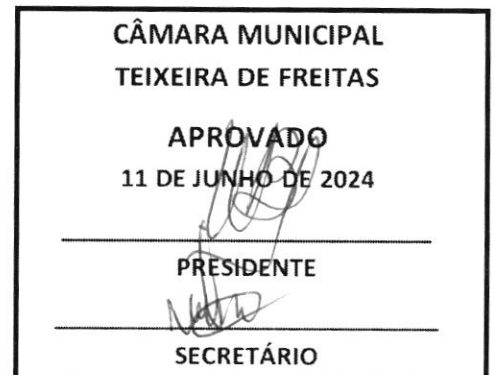 CÂMARA MUNICIPAL
TEIXEIRA DE FREITAS
APROVADO
11 DE JUNHO DE 2024
PRESIDENTE
SECRETÁRIO